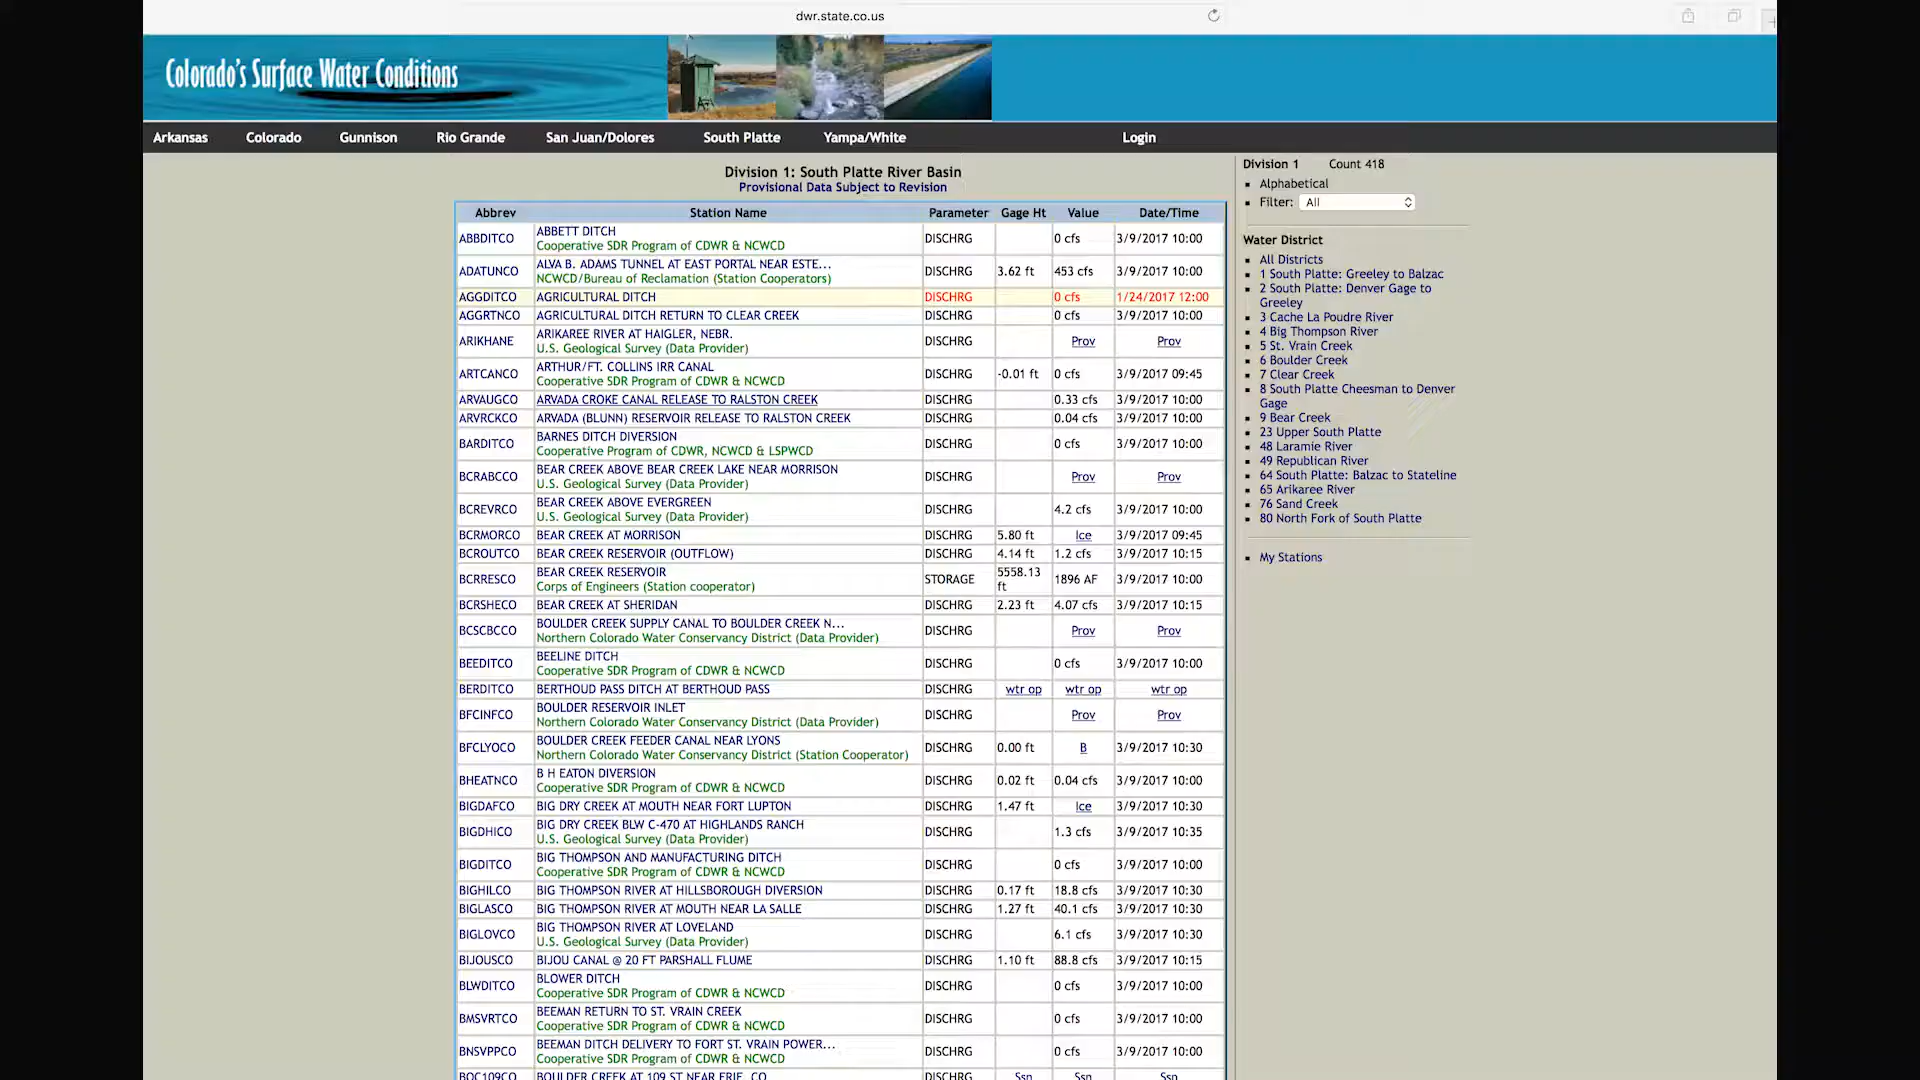 dwr.state.co.us
Colorado's Surface Water Conditions
Arkansas Colorado Gunnison Rio Grande San Juan/Dolores South Platte Yampa/White Login
Division 1: South Platte River Basin
Provisional Data Subject to Revision
Abbrev Station Name Parameter Gage Ht Value Date/Time
ABBDITCO ABBETT DITCH DISCHRG 0 cfs 3/9/2017 10:00
Cooperative SDR Program of CDWR & NCWCD
ADATUNCO ALVA B. ADAMS TUNNEL AT EAST PORTAL NEAR ESTE... DISCHRG 3.62 ft 453 cfs 3/9/2017 10:00
NCWCD/Bureau of Reclamation (Station Cooperators)
AGGDITCO AGRICULTURAL DITCH DISCHRG 0 cfs 1/24/2017 12:00
AGGRTNCO AGRICULTURAL DITCH RETURN TO CLEAR CREEK DISCHRG 0 cfs 3/9/2017 10:00
ARIKHANE ARIKAREE RIVER AT HAIGLER, NEBR. DISCHRG Prov Prov
U.S. Geological Survey (Data Provider)
ARTCANCO ARTHUR/FT. COLLINS IRR CANAL DISCHRG -0.01 ft 0 cfs 3/9/2017 09:45
Cooperative SDR Program of CDWR & NCWCD
ARVAUGCO ARVADA CROKE CANAL RELEASE TO RALSTON CREEK DISCHRG 0.33 cfs 3/9/2017 10:00
ARVRCKCO ARVADA (BLUNN) RESERVOIR RELEASE TO RALSTON CREEK DISCHRG 0.04 cfs 3/9/2017 10:00
BARDITCO BARNES DITCH DIVERSION DISCHRG 0 cfs 3/9/2017 10:00
Cooperative Program of CDWR, NCWCD & LSPWCD
BCRABCCO BEAR CREEK ABOVE BEAR CREEK LAKE NEAR MORRISON DISCHRG Prov Prov
U.S. Geological Survey (Data Provider)
BCREVRCO BEAR CREEK ABOVE EVERGREEN DISCHRG 4.2 cfs 3/9/2017 10:00
U.S. Geological Survey (Data Provider)
BCRMORCO BEAR CREEK AT MORRISON DISCHRG 5.80 ft Ice 3/9/2017 09:45
BCROUTCO BEAR CREEK RESERVOIR (OUTFLOW) DISCHRG 4.14 ft 1.2 cfs 3/9/2017 10:15
BCRRESCO BEAR CREEK RESERVOIR STORAGE 5558.13 ft 1896 AF 3/9/2017 10:00
Corps of Engineers (Station cooperator)
BCRSHECO BEAR CREEK AT SHERIDAN DISCHRG 2.23 ft 4.07 cfs 3/9/2017 10:15
BCSCBCCO BOULDER CREEK SUPPLY CANAL TO BOULDER CREEK N... DISCHRG Prov Prov
Northern Colorado Water Conservancy District (Data Provider)
BEEDITCO BEELINE DITCH DISCHRG 0 cfs 3/9/2017 10:00
Cooperative SDR Program of CDWR & NCWCD
BERDITCO BERTHOUD PASS DITCH AT BERTHOUD PASS DISCHRG wtr op wtr op wtr op
BFCINFCO BOULDER RESERVOIR INLET DISCHRG Prov Prov
Northern Colorado Water Conservancy District (Data Provider)
BFCLYOCO BOULDER CREEK FEEDER CANAL NEAR LYONS DISCHRG 0.00 ft B 3/9/2017 10:30
Northern Colorado Water Conservancy District (Station Cooperator)
BHEATNCO B H EATON DIVERSION DISCHRG 0.02 ft 0.04 cfs 3/9/2017 10:00
Cooperative SDR Program of CDWR & NCWCD
BIGDAFCO BIG DRY CREEK AT MOUTH NEAR FORT LUPTON DISCHRG 1.47 ft Ice 3/9/2017 10:30
BIGDHICO BIG DRY CREEK BLW C-470 AT HIGHLANDS RANCH DISCHRG 1.3 cfs 3/9/2017 10:35
U.S. Geological Survey (Data Provider)
BIGDITCO BIG THOMPSON AND MANUFACTURING DITCH DISCHRG 0 cfs 3/9/2017 10:00
Cooperative SDR Program of CDWR & NCWCD
BIGHILCO BIG THOMPSON RIVER AT HILLSBOROUGH DIVERSION DISCHRG 0.17 ft 18.8 cfs 3/9/2017 10:30
BIGLASCO BIG THOMPSON RIVER AT MOUTH NEAR LA SALLE DISCHRG 1.27 ft 40.1 cfs 3/9/2017 10:30
BIGLOVCO BIG THOMPSON RIVER AT LOVELAND DISCHRG 6.1 cfs 3/9/2017 10:30
U.S. Geological Survey (Data Provider)
BIJOUSCO BIJOU CANAL @ 20 FT PARSHALL FLUME DISCHRG 1.10 ft 88.8 cfs 3/9/2017 10:15
BLWDITCO BLOWER DITCH DISCHRG 0 cfs 3/9/2017 10:00
Cooperative SDR Program of CDWR & NCWCD
BMSVRTCO BEEMAN RETURN TO ST. VRAIN CREEK DISCHRG 0 cfs 3/9/2017 10:00
Cooperative SDR Program of CDWR & NCWCD
BNSVPPCO BEEMAN DITCH DELIVERY TO FORT ST. VRAIN POWER... DISCHRG 0 cfs 3/9/2017 10:00
Cooperative SDR Program of CDWR & NCWCD
BOC109CO BOULDER CREEK AT 109 ST NEAR ERIE, CO DISCHRG Ssn Ssn Ssn
Division 1 Count 418
Alphabetical
Filter: All
Water District
All Districts
1 South Platte: Greeley to Balzac
2 South Platte: Denver Gage to
Greeley
3 Cache La Poudre River
4 Big Thompson River
5 St. Vrain Creek
6 Boulder Creek
7 Clear Creek
8 South Platte Cheesman to Denver
Gage
9 Bear Creek
23 Upper South Platte
48 Laramie River
49 Republican River
64 South Platte: Balzac to Stateline
65 Arikaree River
76 Sand Creek
80 North Fork of South Platte
My Stations